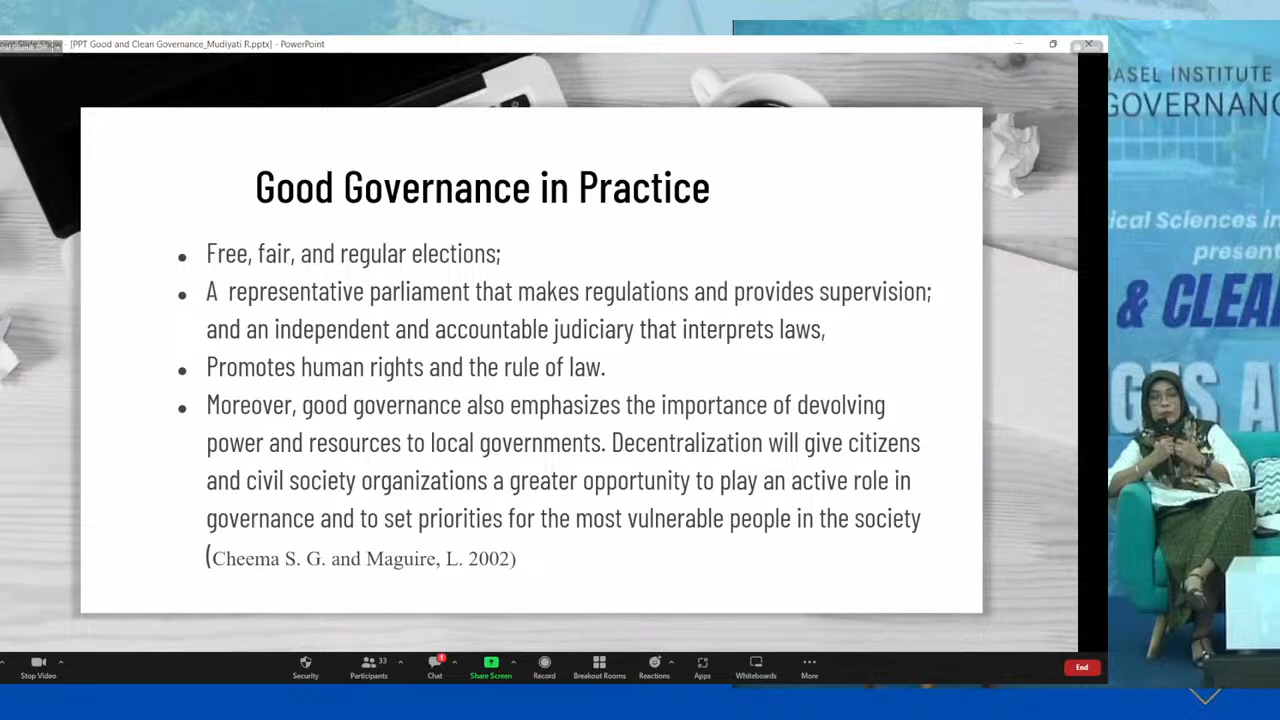 [PPT Good and Clean Governance_Mudiyati R.pptx] - PowerPoint
BASEL INSTITUTE
GOVERNANC
Good Governance in Practice
• Free, fair, and regular elections;
• A representative parliament that makes regulations and provides supervision;
and an independent and accountable judiciary that interprets laws,
• Promotes human rights and the rule of law.
• Moreover, good governance also emphasizes the importance of devolving
power and resources to local governments. Decentralization will give citizens
and civil society organizations a greater opportunity to play an active role in
governance and to set priorities for the most vulnerable people in the society
(Cheema S. G. and Maguire, L. 2002)
ical Sciences in
present
& CLEA
GES A
Stop Video
Security
Participants
33
Chat
1
Share Screen
Record
Breakout Rooms
Reactions
Apps
Whiteboards
More
End